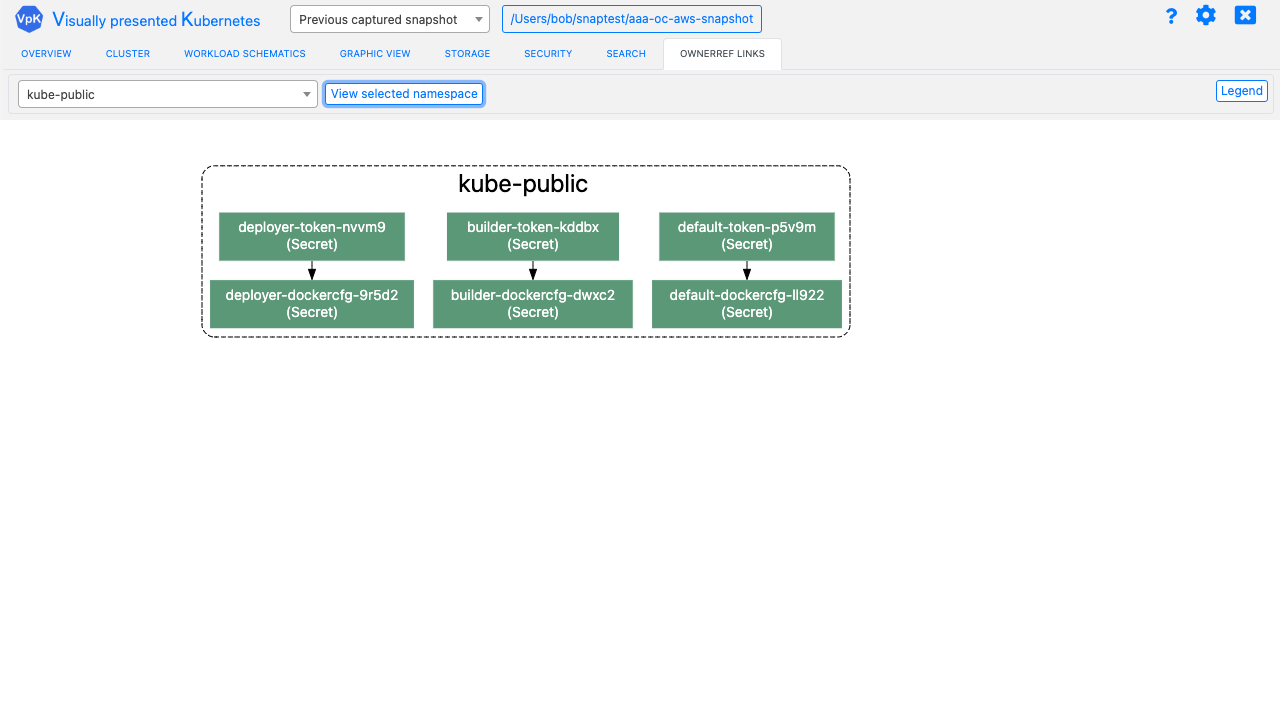 VpK Visually presented Kubernetes
Previous captured snapshot
/Users/bob/snaptest/aaa-oc-aws-snapshot
?
OVERVIEW CLUSTER WORKLOAD SCHEMATICS GRAPHIC VIEW STORAGE SECURITY SEARCH OWNERREF LINKS
kube-public
View selected namespace
Legend
kube-public
deployer-token-nvvm9
(Secret)
builder-token-kddbx
(Secret)
default-token-p5v9m
(Secret)
deployer-dockercfg-9r5d2
(Secret)
builder-dockercfg-dwxc2
(Secret)
default-dockercfg-ll922
(Secret)